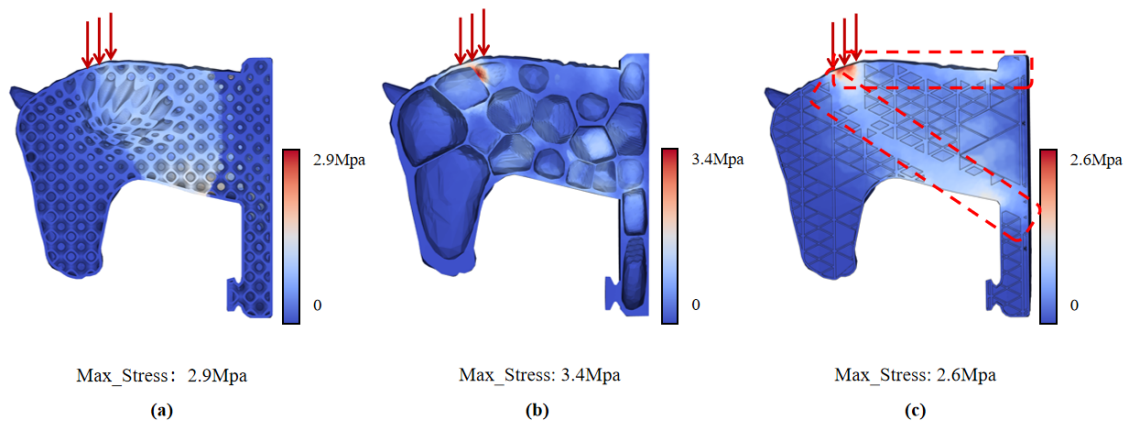 2.9Mpa
0
Max_Stress: 2.9Mpa
(a)
3.4Mpa
0
Max_Stress: 3.4Mpa
(b)
2.6Mpa
0
Max_Stress: 2.6Mpa
(c)